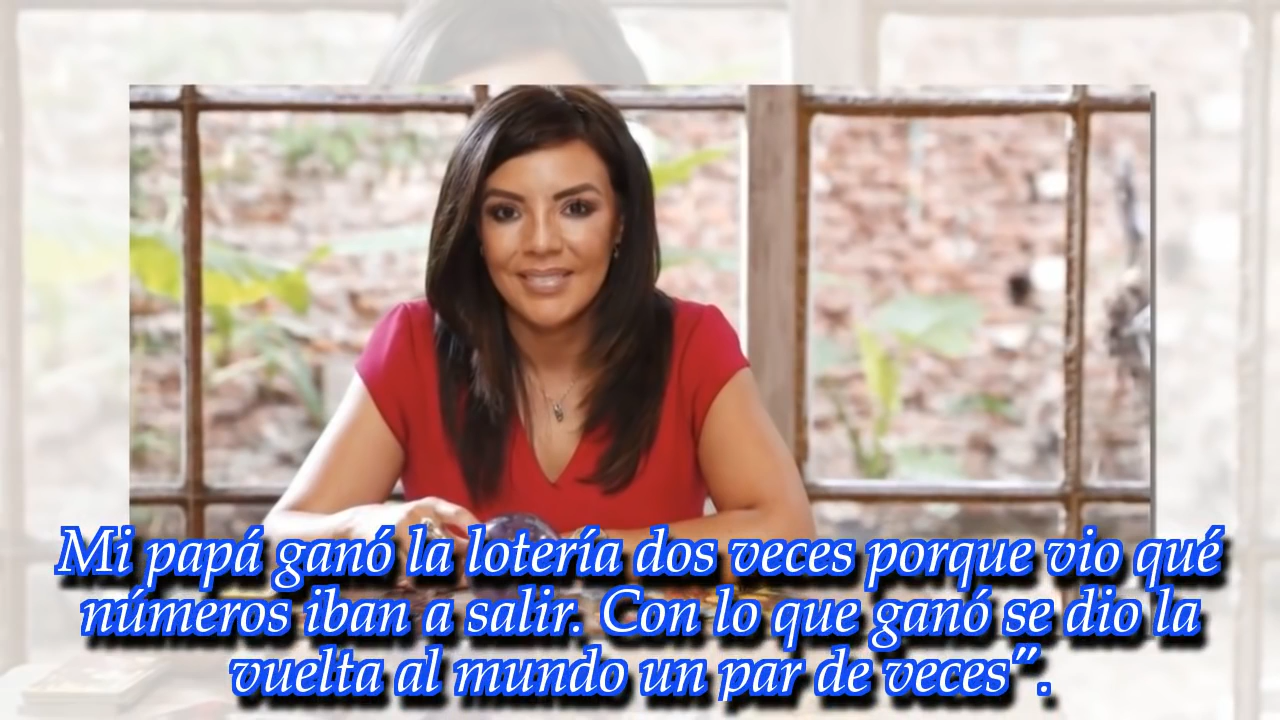 Mi papá ganó la lotería dos veces porque vio qué
números iban a salir. Con lo que ganó se dio la
vuelta al mundo un par de veces”.